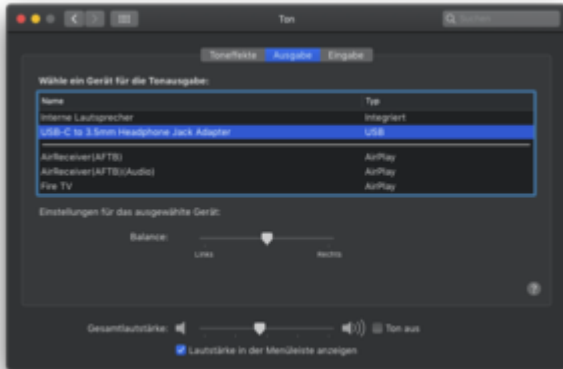 Ton
Suchen
Toneffekte Ausgabe Eingabe
Wähle ein Gerät für die Tonausgabe:
Name Typ
Interne Lautsprecher Integriert
USB-C to 3.5mm Headphone Jack Adapter USB
AirReceiver(AFTB) AirPlay
AirReceiver(AFTB)(Audio) AirPlay
Fire TV AirPlay
Einstellungen für das ausgewählte Gerät:
Balance:
Links Rechts
?
Gesamtlautstärke: Ton aus
Lautstärke in der Menüleiste anzeigen